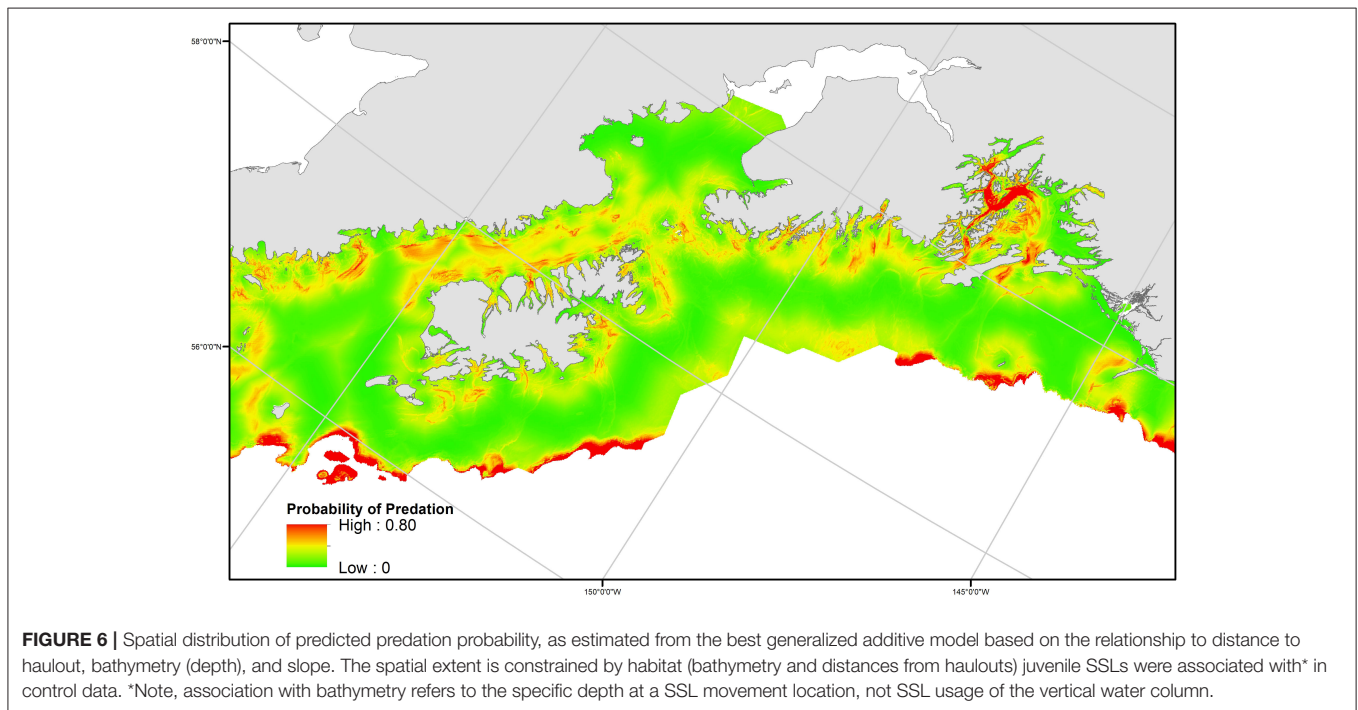 58°0'0"N
56°0'0"N
Probability of Predation
High : 0.80
Low : 0
150°0'0"W
145°0'0"W
FIGURE 6 | Spatial distribution of predicted predation probability, as estimated from the best generalized additive model based on the relationship to distance to
haulout, bathymetry (depth), and slope. The spatial extent is constrained by habitat (bathymetry and distances from haulouts) juvenile SSLs were associated with* in
control data. *Note, association with bathymetry refers to the specific depth at a SSL movement location, not SSL usage of the vertical water column.